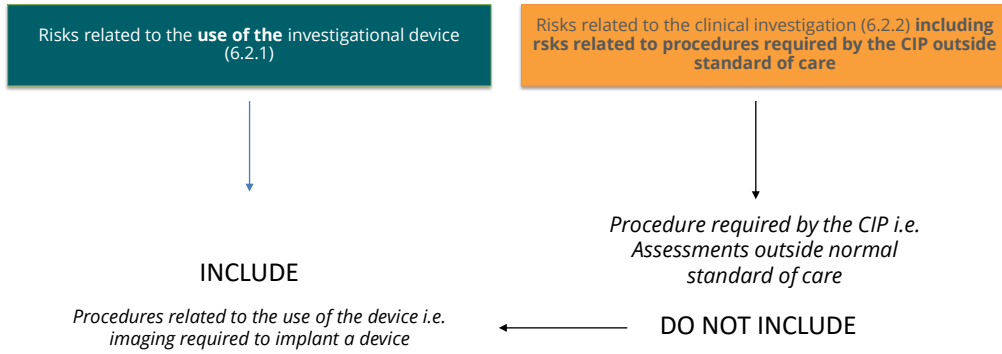 Risks related to the use of the investigational device
(6.2.1)
Risks related to the clinical investigation (6.2.2) including
rsks related to procedures required by the CIP outside
standard of care
Procedure required by the CIP i.e.
Assessments outside normal
standard of care
INCLUDE
Procedures related to the use of the device i.e.
imaging required to implant a device
DO NOT INCLUDE